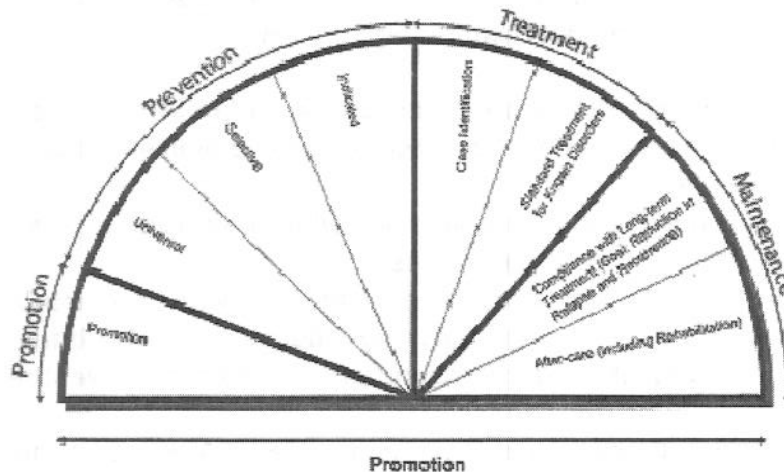 Prevention
Treatment
Promotion
Maintenance
Promotion
Universal
Selective
Indicated
Case Identification
Standard Treatment
for Known Disorders
Compliance with Long-term
Treatment (Goal: Reduction in
Relapse and Recurrence)
After-care (Including Rehabilitation)
Promotion